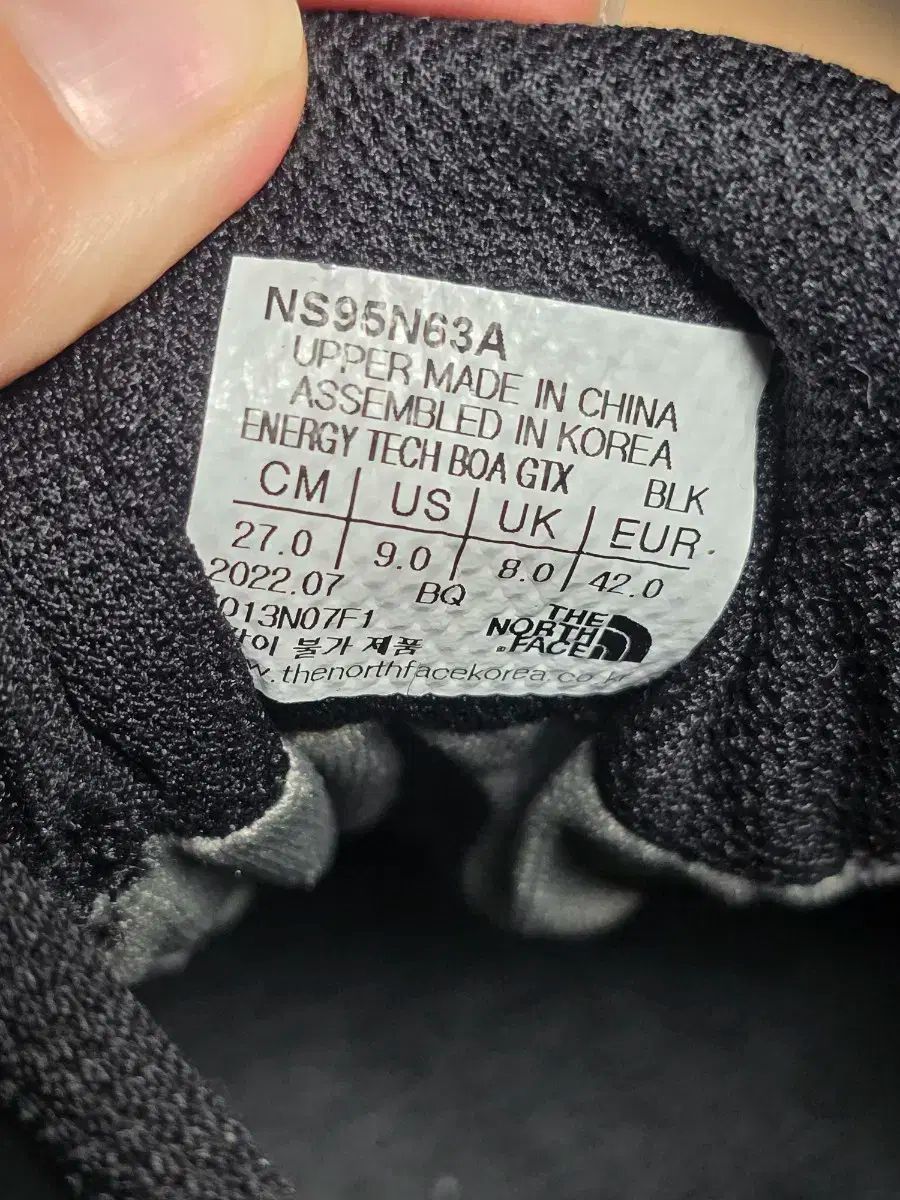 NS95N63A
UPPER MADE IN CHINA
ASSEMBLED IN KOREA
ENERGY TECH BOA GTX BLK
CM US UK EUR
27.0 9.0 8.0 42.0
2022.07 BQ
013N07F1
불가 제품
THE NORTH FACE
.thenorthfacekorea.co.kr